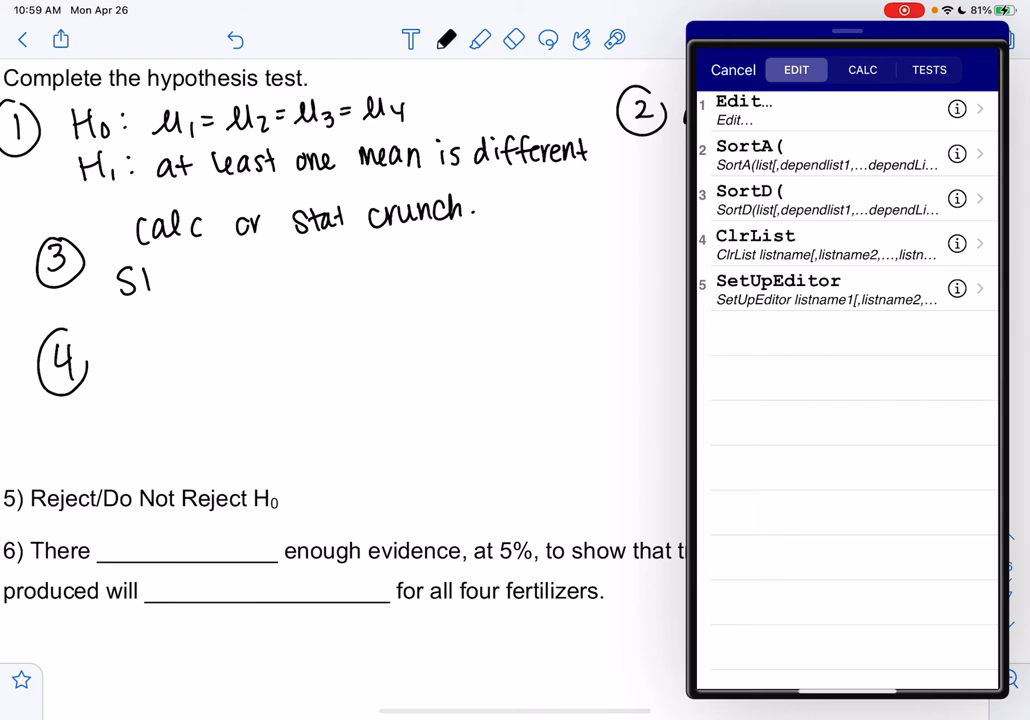 10:59 AM Mon Apr 26
81%
T
Complete the hypothesis test.
1 H₀: μ₁ = μ₂ = μ₃ = μ₄
2
H₁: at least one mean is different
calc or stat crunch.
3
4
5) Reject/Do Not Reject H₀
6) There ______________ enough evidence, at 5%, to show that
produced will ___________________ for all four fertilizers.
Cancel EDIT CALC TESTS
1 Edit...
Edit...
2 SortA(
SortA(list[,dependlist1,...dependLi...
3 SortD(
SortD(list[,dependlist1,...dependLi...
4 ClrList
ClrList listname[,listname2,...,listn...
5 SetUpEditor
SetUpEditor listname1[,listname2,...